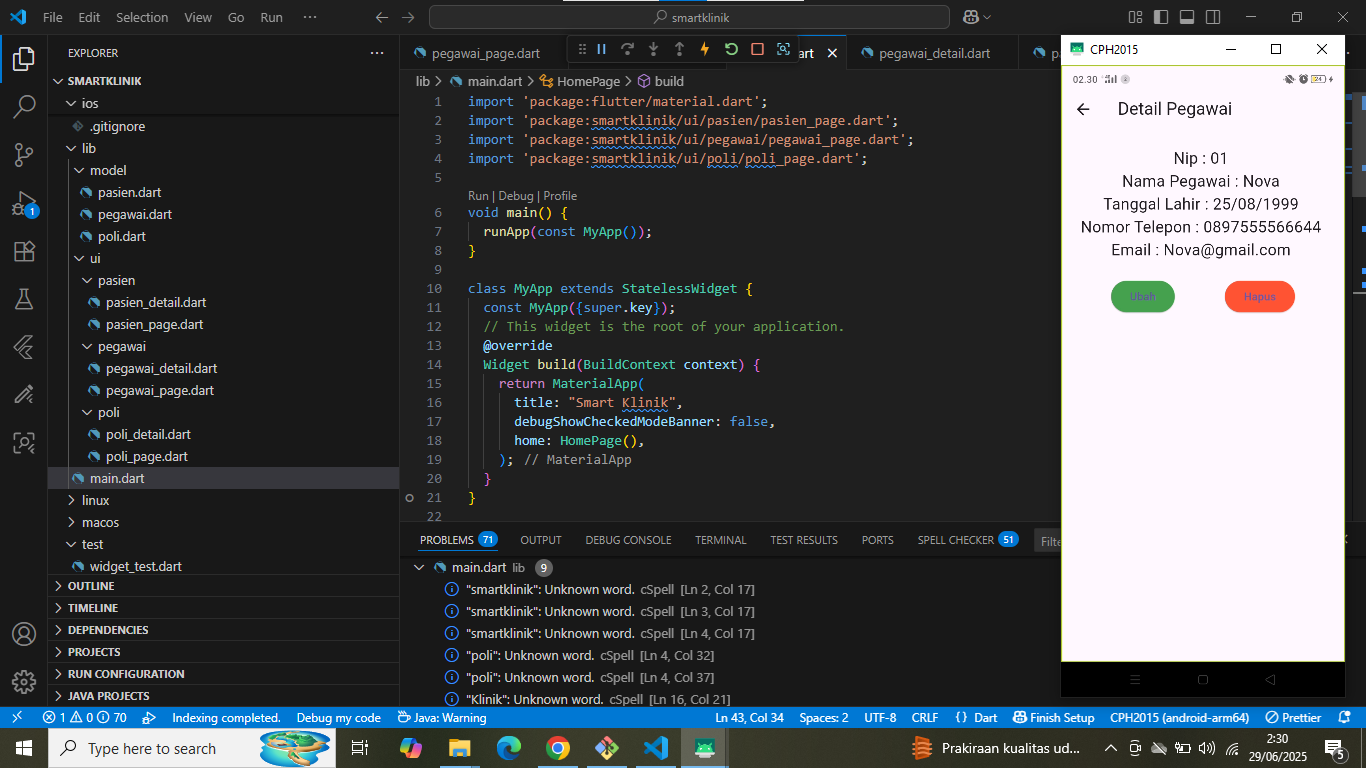 File Edit Selection View Go Run ···
smartklinik
EXPLORER
SMARTKLINIK
ios
.gitignore
lib
model
pasien.dart
pegawai.dart
poli.dart
ui
pasien
pasien_detail.dart
pasien_page.dart
pegawai
pegawai_detail.dart
pegawai_page.dart
poli
poli_detail.dart
poli_page.dart
main.dart
linux
macos
test
widget_test.dart
OUTLINE
TIMELINE
DEPENDENCIES
PROJECTS
RUN CONFIGURATION
JAVA PROJECTS
1
pegawai_page.dart
pegawai_detail.dart
lib > main.dart > HomePage > build
1 import 'package:flutter/material.dart';
2 import 'package:smartklinik/ui/pasien/pasien_page.dart';
3 import 'package:smartklinik/ui/pegawai/pegawai_page.dart';
4 import 'package:smartklinik/ui/poli/poli_page.dart';
5
Run | Debug | Profile
6 void main() {
7 runApp(const MyApp());
8 }
9
10 class MyApp extends StatelessWidget {
11 const MyApp({super.key});
12 // This widget is the root of your application.
13 @override
14 Widget build(BuildContext context) {
15 return MaterialApp(
16 title: "Smart Klinik",
17 debugShowCheckedModeBanner: false,
18 home: HomePage(),
19 ); // MaterialApp
20 }
21 }
22
PROBLEMS 71 OUTPUT DEBUG CONSOLE TERMINAL TEST RESULTS PORTS SPELL CHECKER 51
main.dart lib 9
"smartklinik": Unknown word. cSpell [Ln 2, Col 17]
"smartklinik": Unknown word. cSpell [Ln 3, Col 17]
"smartklinik": Unknown word. cSpell [Ln 4, Col 17]
"poli": Unknown word. cSpell [Ln 4, Col 32]
"poli": Unknown word. cSpell [Ln 4, Col 37]
"Klinik": Unknown word. cSpell [Ln 16, Col 21]
CPH2015
02.30
24
Detail Pegawai
Nip : 01
Nama Pegawai : Nova
Tanggal Lahir : 25/08/1999
Nomor Telepon : 0897555566644
Email : Nova@gmail.com
Ubah Hapus
1 0 70 Indexing completed. Debug my code Java: Warning Ln 43, Col 34 Spaces: 2 UTF-8 CRLF {} Dart Finish Setup CPH2015 (android-arm64) Prettier
Type here to search
Prakiraan kualitas ud...
2:30
29/06/2025
5